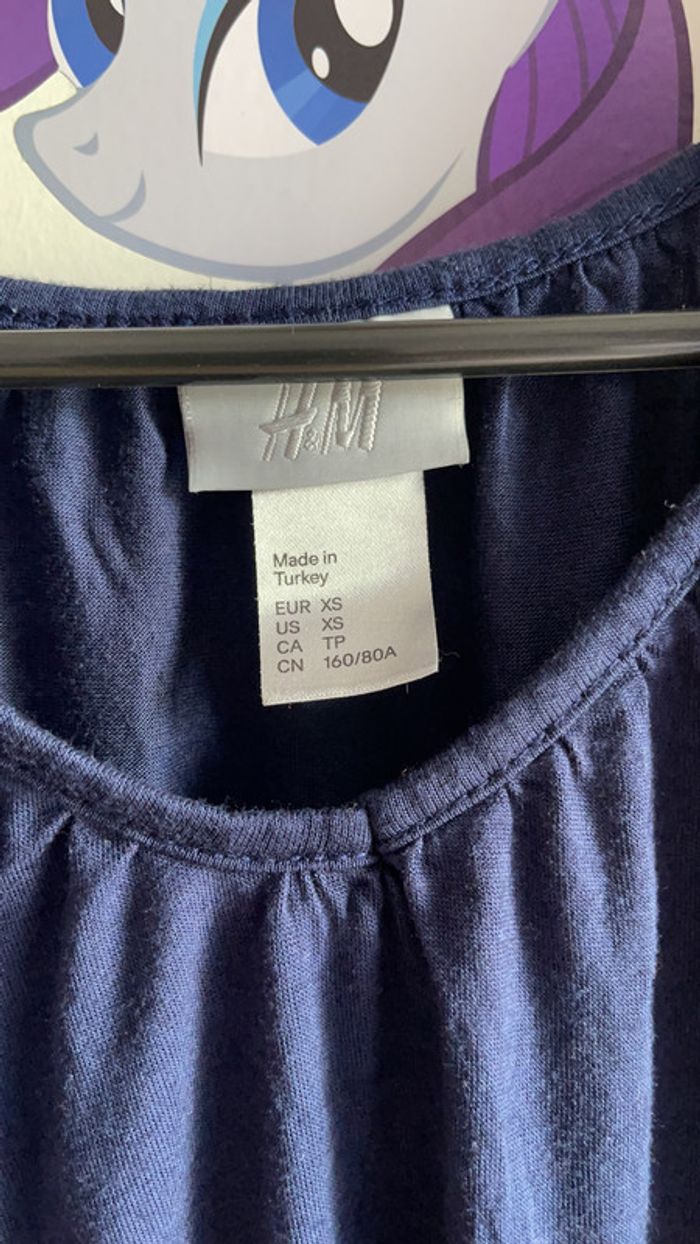 H&M
Made in
Turkey
EUR XS
US XS
CA TP
CN 160/80A